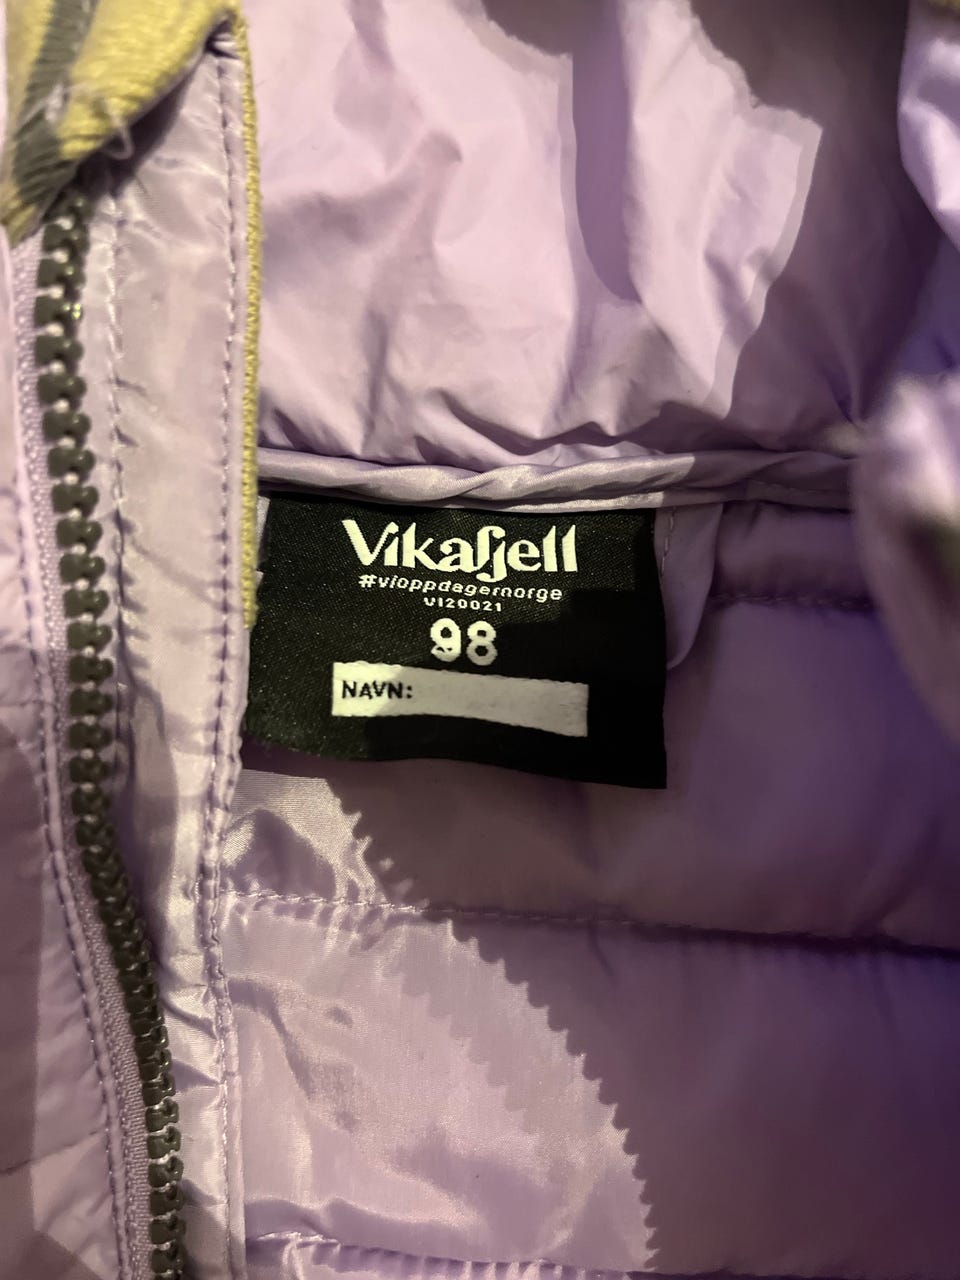 Vikafjell
#vioppdagernorge
VI20021
98
NAVN: